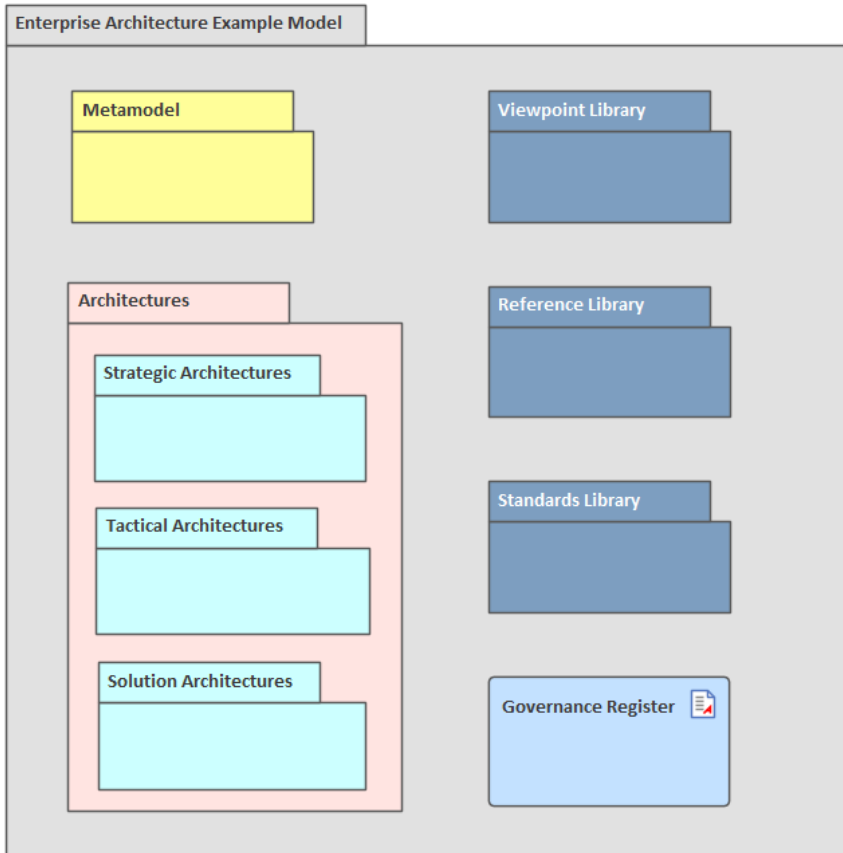 Enterprise Architecture Example Model
Metamodel
Viewpoint Library
Architectures
Reference Library
Strategic Architectures
Tactical Architectures
Standards Library
Solution Architectures
Governance Register